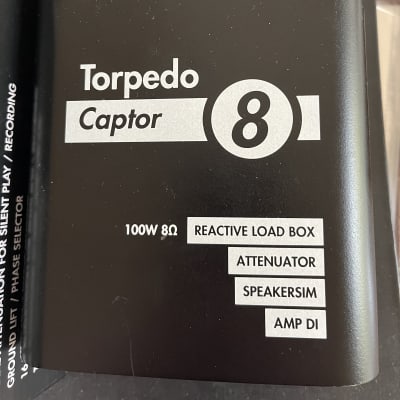 Torpedo
Captor 8
100W 8Ω REACTIVE LOAD BOX
ATTENUATOR
SPEAKERSIM
AMP DI
FOR SILENT PLAY / RECORDING
GROUND LIFT / PHASE SELECTOR